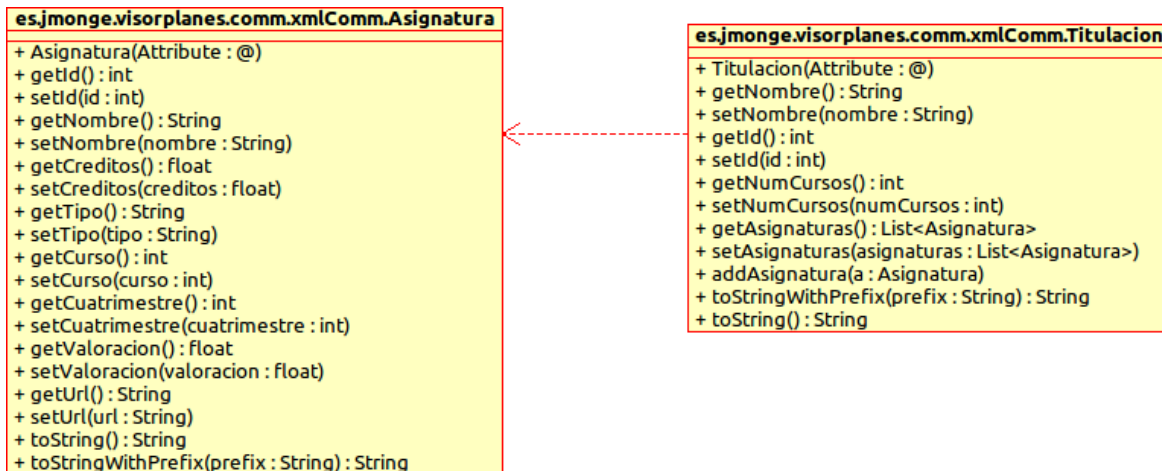 es.jmonge.visorplanes.comm.xmlComm.Asignatura
+ Asignatura(Attribute : @)
+ getId() : int
+ setId(id : int)
+ getNombre() : String
+ setNombre(nombre : String)
+ getCreditos() : float
+ setCreditos(creditos : float)
+ getTipo() : String
+ setTipo(tipo : String)
+ getCurso() : int
+ setCurso(curso : int)
+ getCuatrimestre() : int
+ setCuatrimestre(cuatrimestre : int)
+ getValoracion() : float
+ setValoracion(valoracion : float)
+ getUrl() : String
+ setUrl(url : String)
+ toString() : String
+ toStringWithPrefix(prefix : String) : String
es.jmonge.visorplanes.comm.xmlComm.Titulacion
+ Titulacion(Attribute : @)
+ getNombre() : String
+ setNombre(nombre : String)
+ getId() : int
+ setId(id : int)
+ getNumCursos() : int
+ setNumCursos(numCursos : int)
+ getAsignaturas() : List<Asignatura>
+ setAsignaturas(asignaturas : List<Asignatura>)
+ addAsignatura(a : Asignatura)
+ toStringWithPrefix(prefix : String) : String
+ toString() : String